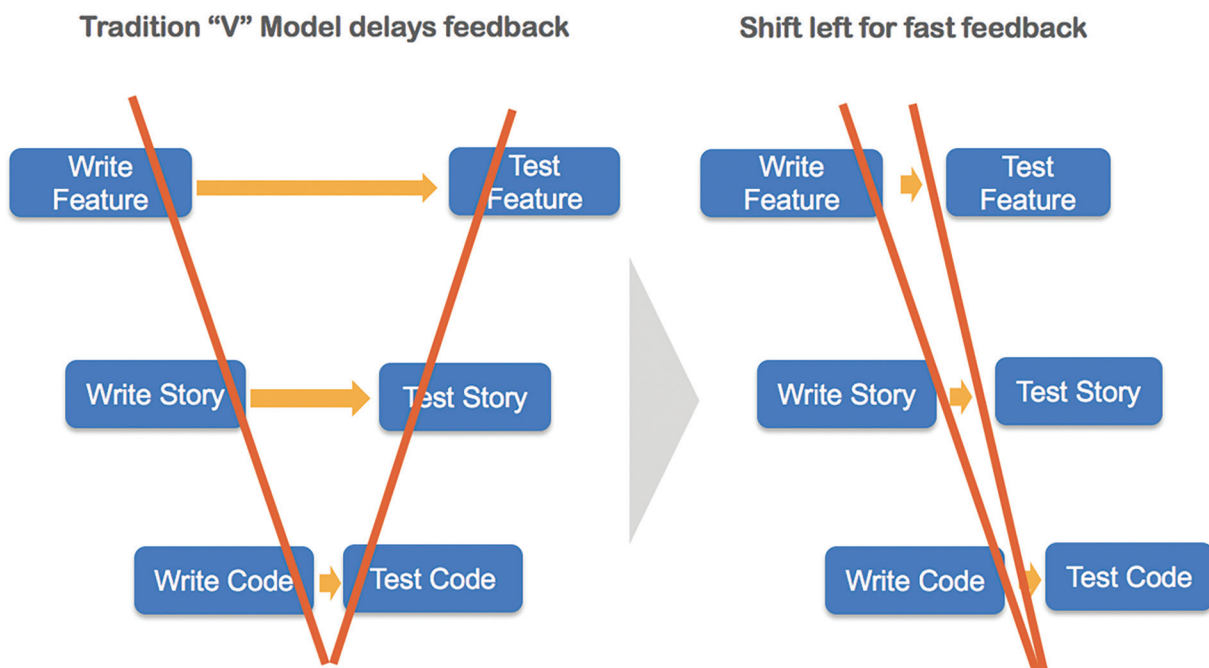 Tradition “V” Model delays feedback
Shift left for fast feedback
Write
Feature
Test
Feature
Write
Feature
Test
Feature
Write Story
Test Story
Write Story
Test Story
Write Code
Test Code
Write Code
Test Code